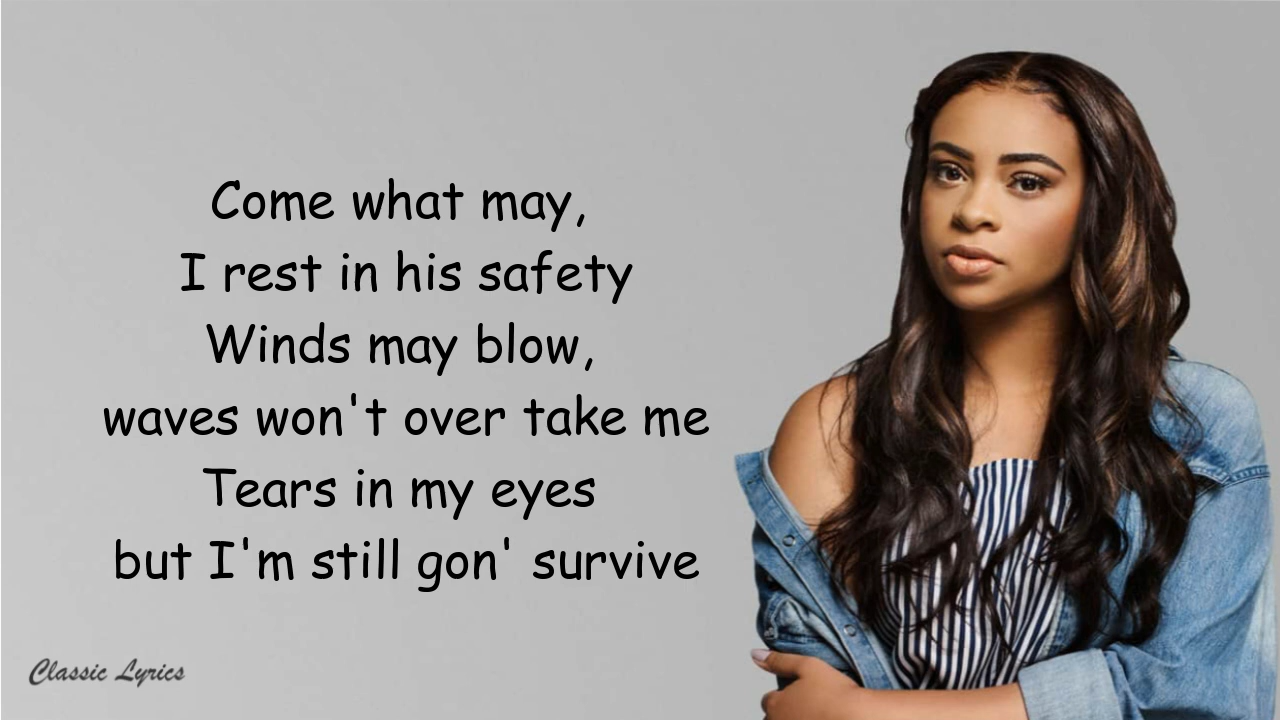 Come what may,
I rest in his safety
Winds may blow,
waves won't over take me
Tears in my eyes
but I'm still gon' survive
Classic Lyrics